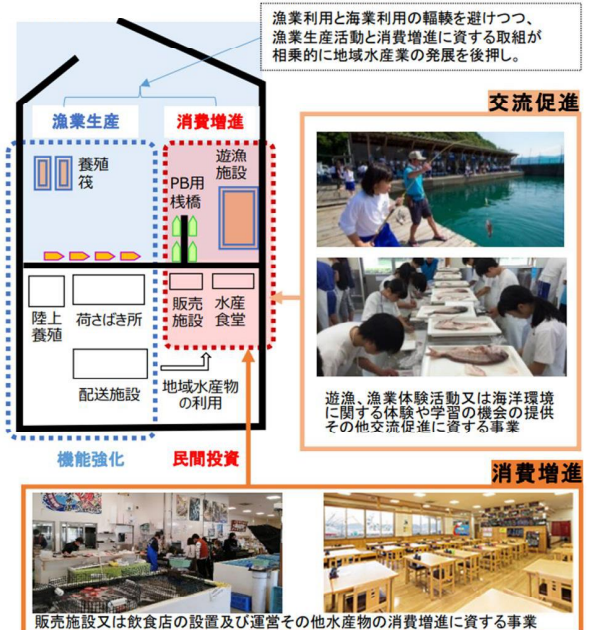 漁業利用と海業利用の輻輳を避けつつ、
漁業生産活動と消費増進に資する取組が
相乗的に地域水産業の発展を後押し。
漁業生産
消費増進
養殖
筏
遊漁
施設
PB用
桟橋
陸上
養殖
荷さばき所
販売
施設
水産
食堂
配送施設
地域水産物
の利用
機能強化
民間投資
交流促進
遊漁、漁業体験活動又は海洋環境
に関する体験や学習の機会の提供
その他交流促進に資する事業
消費増進
販売施設又は飲食店の設置及び運営その他水産物の消費増進に資する事業